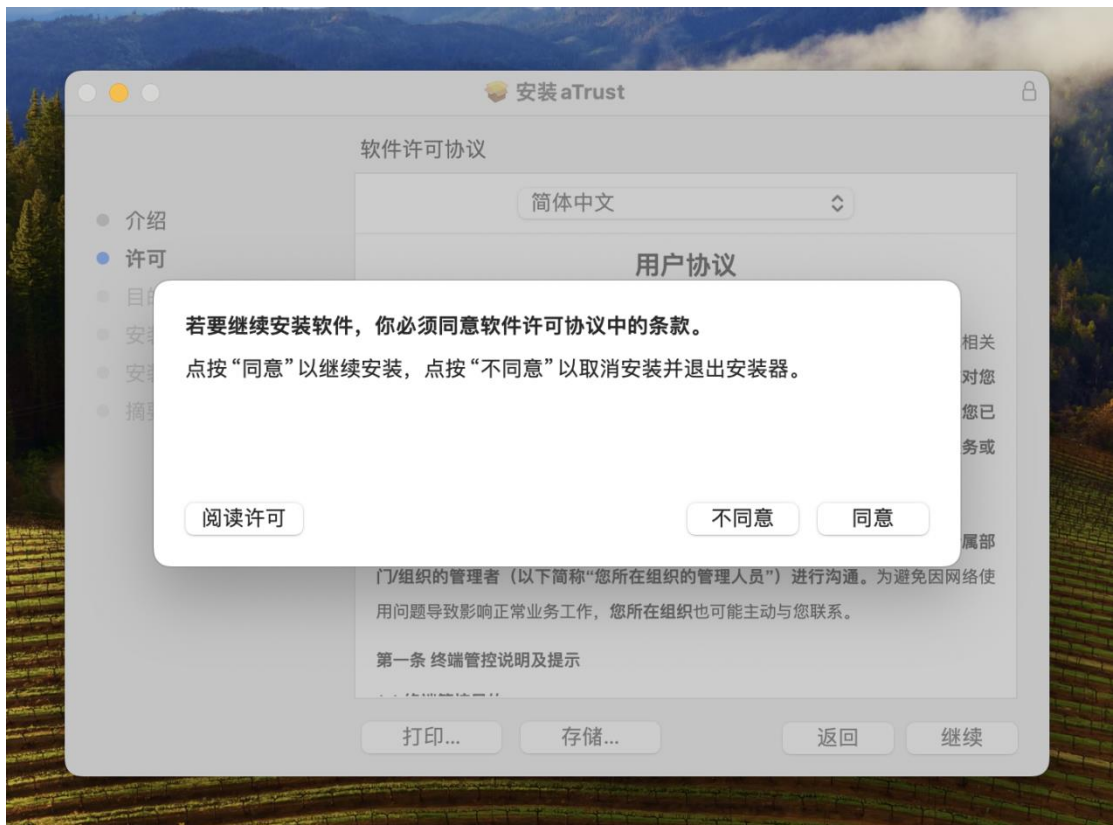 安装 aTrust
软件许可协议
简体中文
介绍
许可
用户协议
若要继续安装软件，你必须同意软件许可协议中的条款。
点按“同意”以继续安装，点按“不同意”以取消安装并退出安装器。
相关
对您
您已
务或
阅读许可
不同意
同意
属部
门/组织的管理者（以下简称“您所在组织的管理人员”）进行沟通。为避免因网络使
用问题导致影响正常业务工作，您所在组织也可能主动与您联系。
第一条 终端管控说明及提示
打印...
存储...
返回
继续